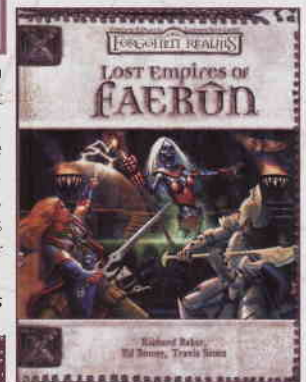 FORGOTTEN REALMS
LOST EMPIRES OF
FAERÛN
Richard Baker,
Ed Bonny, Travis Stout